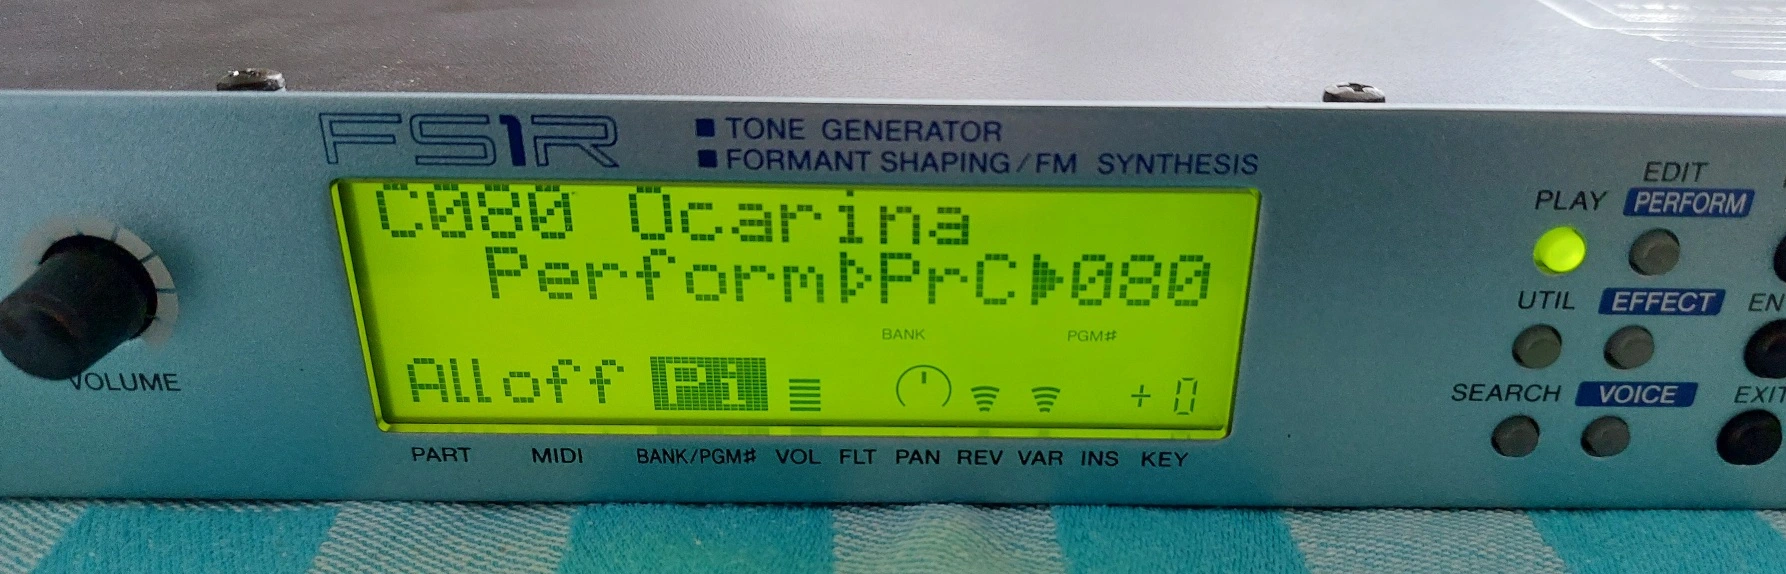 FS1R
TONE GENERATOR
FORMANT SHAPING/FM SYNTHESIS
C080 Ocarina
Perform▷PrC▶080
BANK PGM#
Alloff P1 +0
PART MIDI BANK/PGM# VOL FLT PAN REV VAR INS KEY
VOLUME
EDIT
PLAY PERFORM
UTIL EFFECT
SEARCH VOICE
EXIT